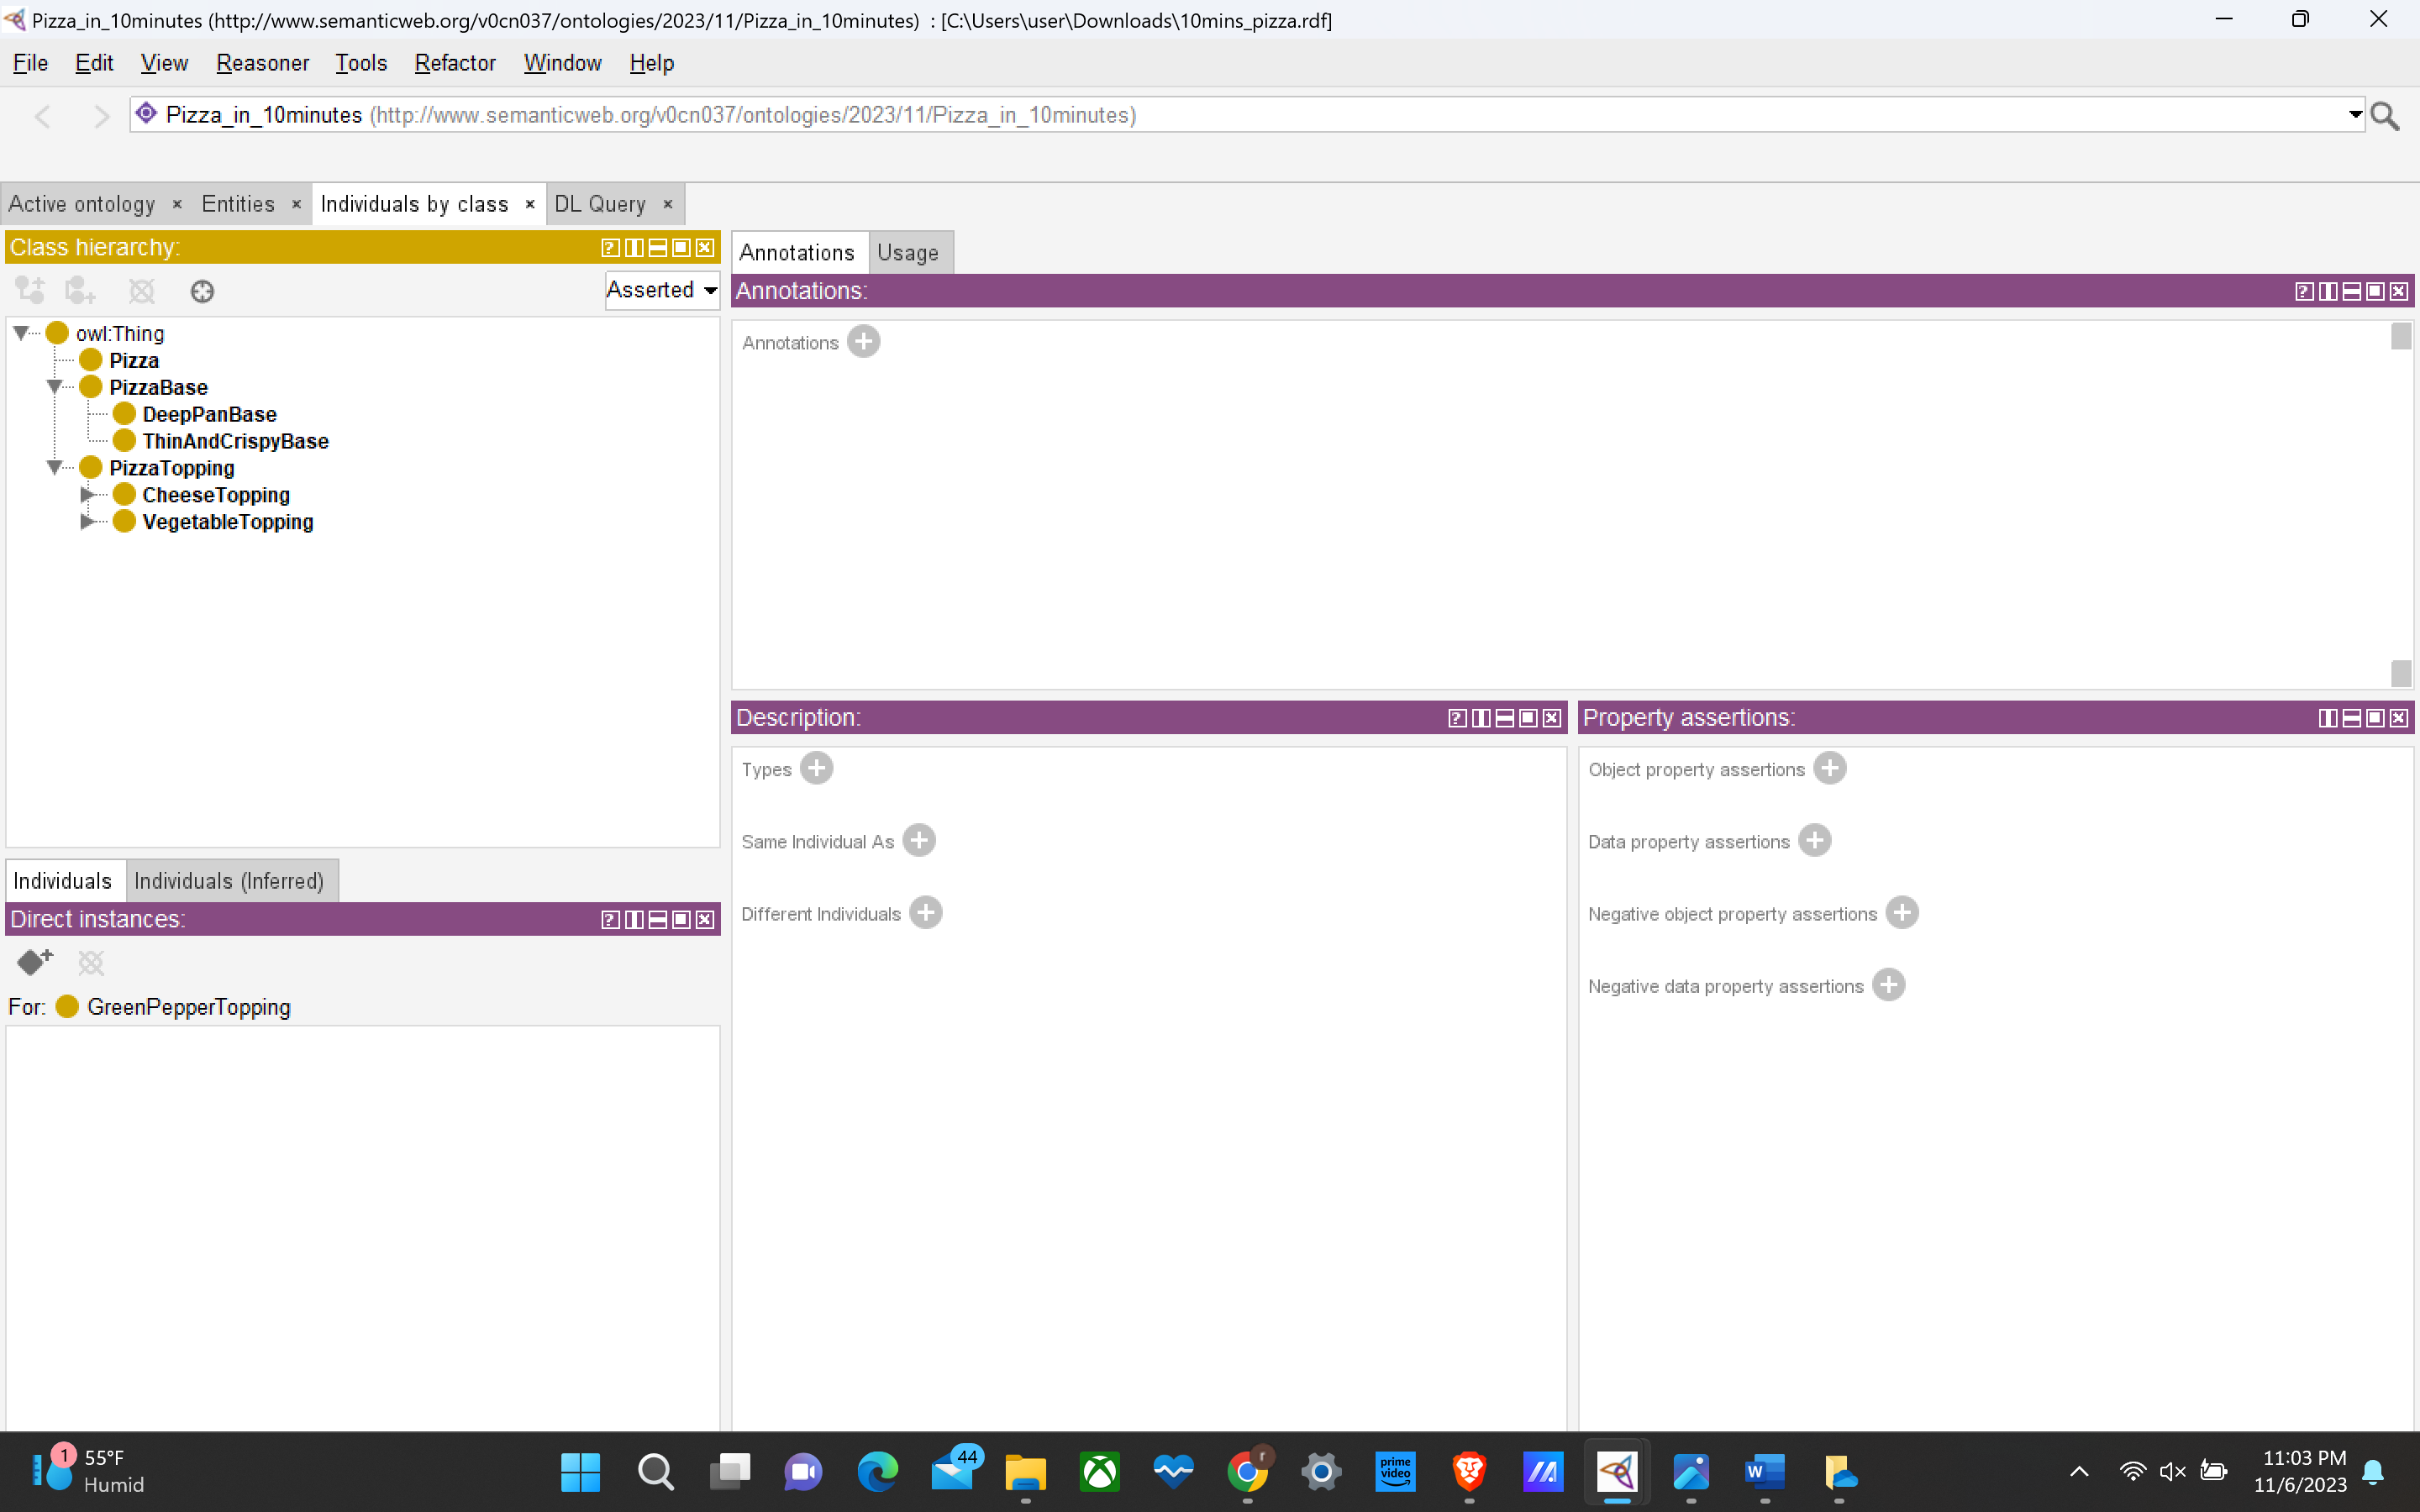 Pizza_in_10minutes (http://www.semanticweb.org/v0cn037/ontologies/2023/11/Pizza_in_10minutes) : [C:\Users\user\Downloads\10mins_pizza.rdf]
File Edit View Reasoner Tools Refactor Window Help
Pizza_in_10minutes (http://www.semanticweb.org/v0cn037/ontologies/2023/11/Pizza_in_10minutes)
Active ontology × Entities × Individuals by class × DL Query ×
Class hierarchy:
Asserted
owl:Thing
Pizza
PizzaBase
DeepPanBase
ThinAndCrispyBase
PizzaTopping
CheeseTopping
VegetableTopping
Individuals Individuals (Inferred)
Direct instances:
For: GreenPepperTopping
Annotations Usage
Annotations:
Annotations
Description:
Types
Same Individual As
Different Individuals
Property assertions:
Object property assertions
Data property assertions
Negative object property assertions
Negative data property assertions
1
55°F
Humid
44
r
prime
video
W
11:03 PM
11/6/2023